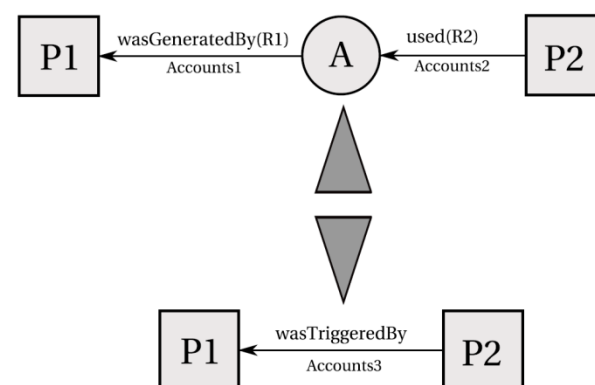 P1
wasGeneratedBy(R1)
Accounts1
A
used(R2)
Accounts2
P2
P1
wasTriggeredBy
Accounts3
P2